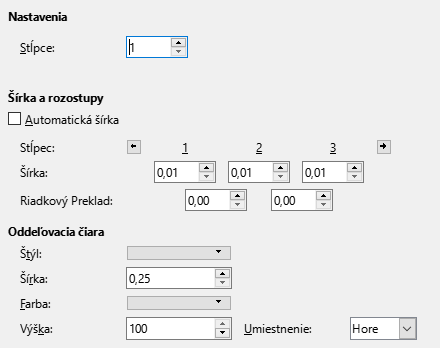 Nastavenia
Stĺpce: 1
Šírka a rozostupy
Automatická šírka
Stĺpec: 1 2 3
Šírka: 0,01 0,01 0,01
Riadkový Preklad: 0,00 0,00
Oddeľovacia čiara
Štýl:
Šírka: 0,25
Farba:
Výška: 100 Umiestnenie: Hore